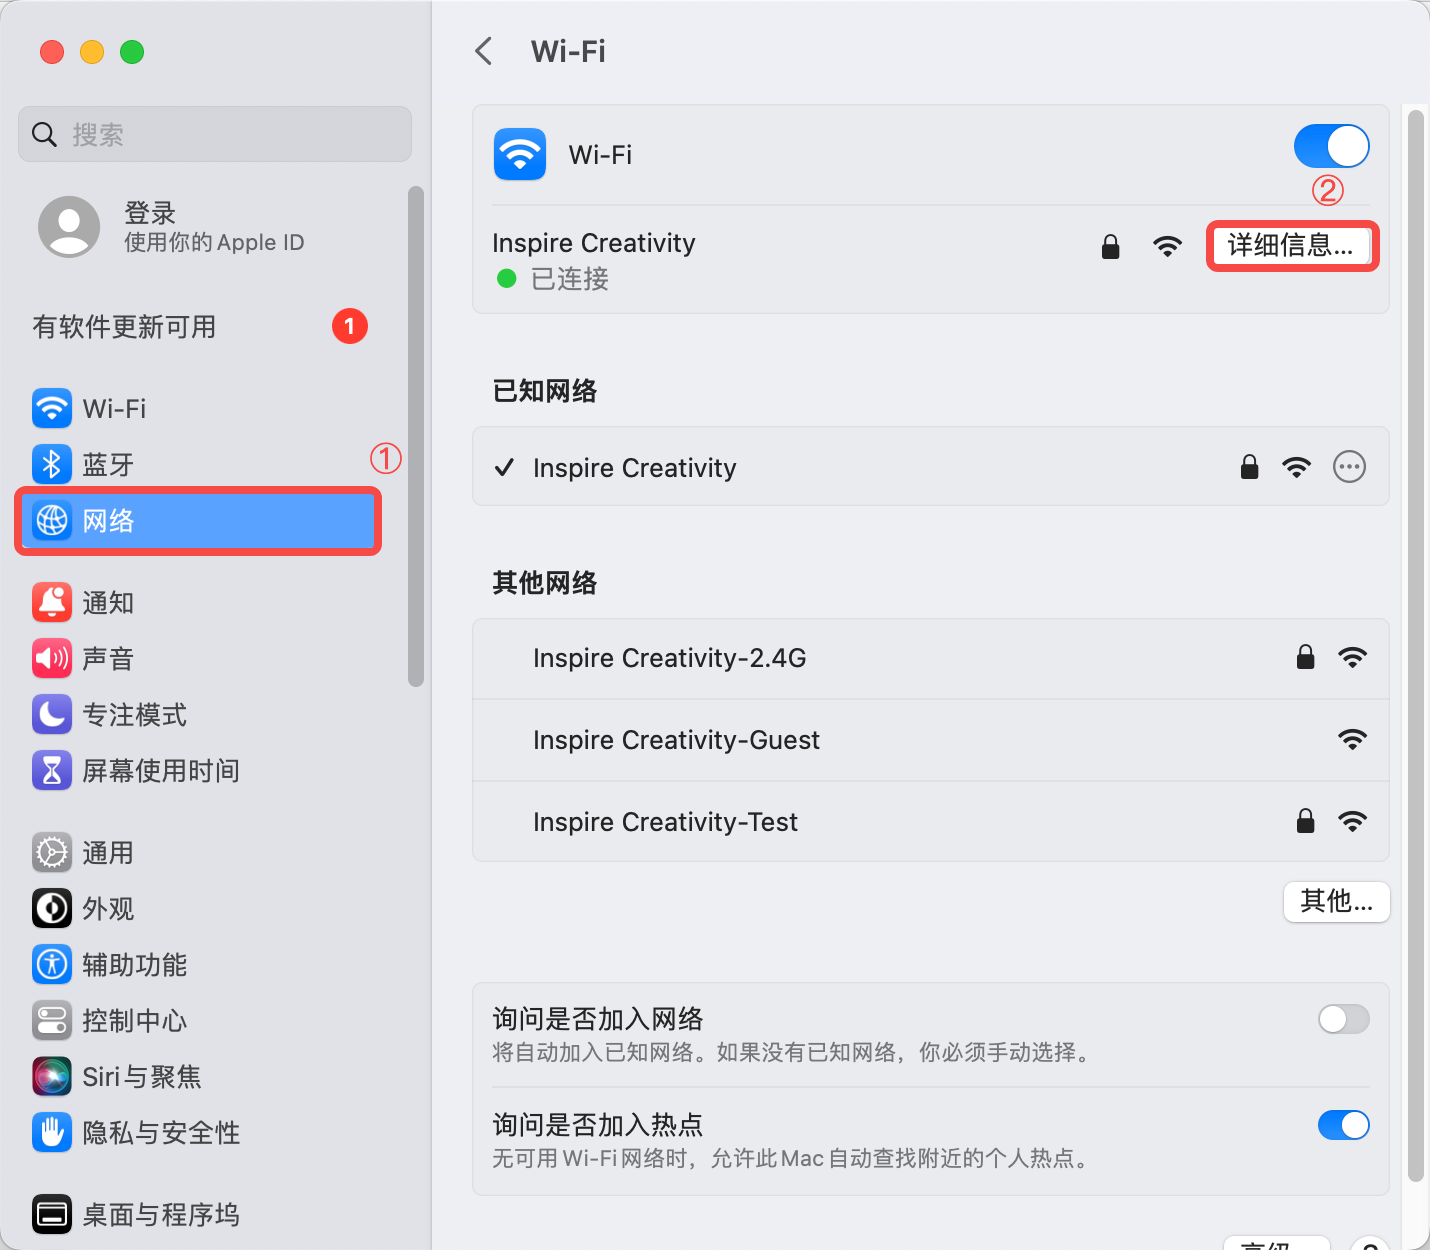 Wi-Fi
搜索
登录
使用你的 Apple ID
有软件更新可用
1
Wi-Fi
蓝牙
①
网络
通知
声音
专注模式
屏幕使用时间
通用
外观
辅助功能
控制中心
Siri与聚焦
隐私与安全性
桌面与程序坞
Wi-Fi
②
Inspire Creativity
详细信息...
已连接
已知网络
Inspire Creativity
其他网络
Inspire Creativity-2.4G
Inspire Creativity-Guest
Inspire Creativity-Test
其他...
询问是否加入网络
将自动加入已知网络。如果没有已知网络，你必须手动选择。
询问是否加入热点
无可用 Wi-Fi 网络时，允许此 Mac 自动查找附近的个人热点。